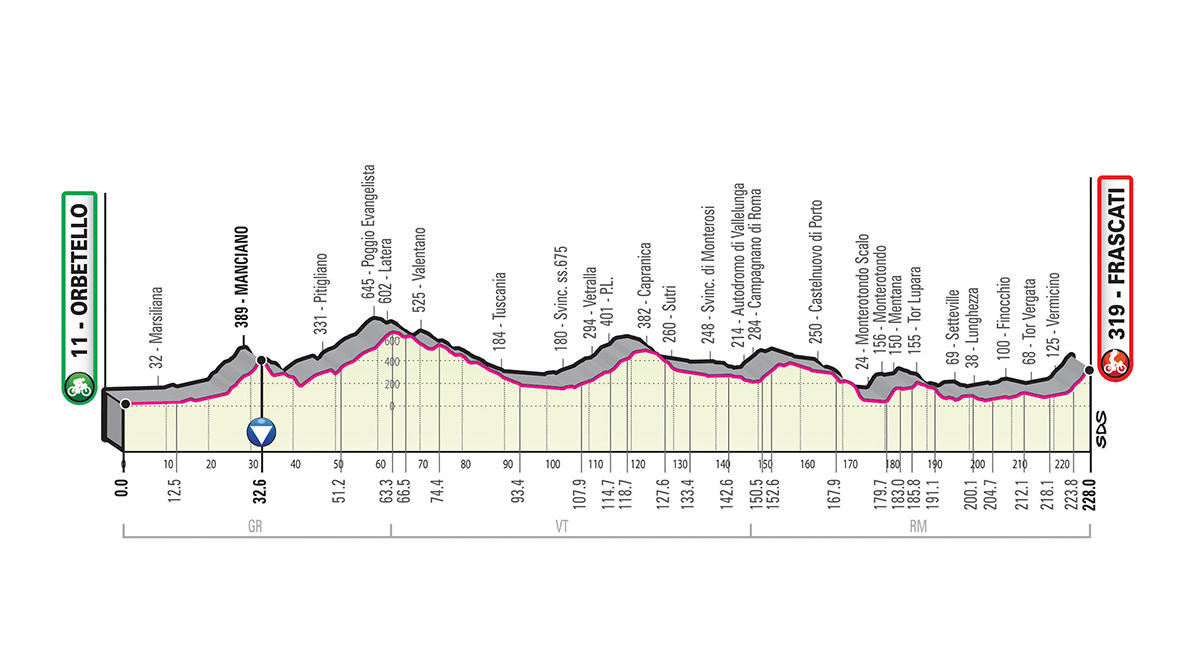 11 - ORBETELLO
32 - Marsiliana
389 - MANCIANO
331 - Pitigliano
645 - Poggio Evangelista
602 - Latera
525 - Valentano
184 - Tuscania
180 - Svinc. ss.675
294 - Vetralla
401 - P.L.
382 - Capranica
260 - Sutri
248 - Svinc. di Monterosi
214 - Autodromo di Vallelunga
284 - Campagnano di Roma
250 - Castelnuovo di Porto
24 - Monterotondo Scalo
156 - Monterotondo
150 - Mentana
155 - Tor Lupara
69 - Setteville
38 - Lunghezza
100 - Finocchio
68 - Tor Vergata
125 - Vermicino
319 - FRASCATI
600
400
200
0
SDS
0 10 20 30 40 50 60 70 80 90 100 110 120 130 140 150 160 170 180 190 200 210 220
0.0 12.5 32.6 51.2 63.3 66.5 74.4 93.4 107.9 114.7 118.7 127.6 133.4 142.6 150.5 152.6 167.9 179.7 183.0 185.8 191.1 200.1 204.7 212.1 218.1 223.8 228.0
GR VT RM